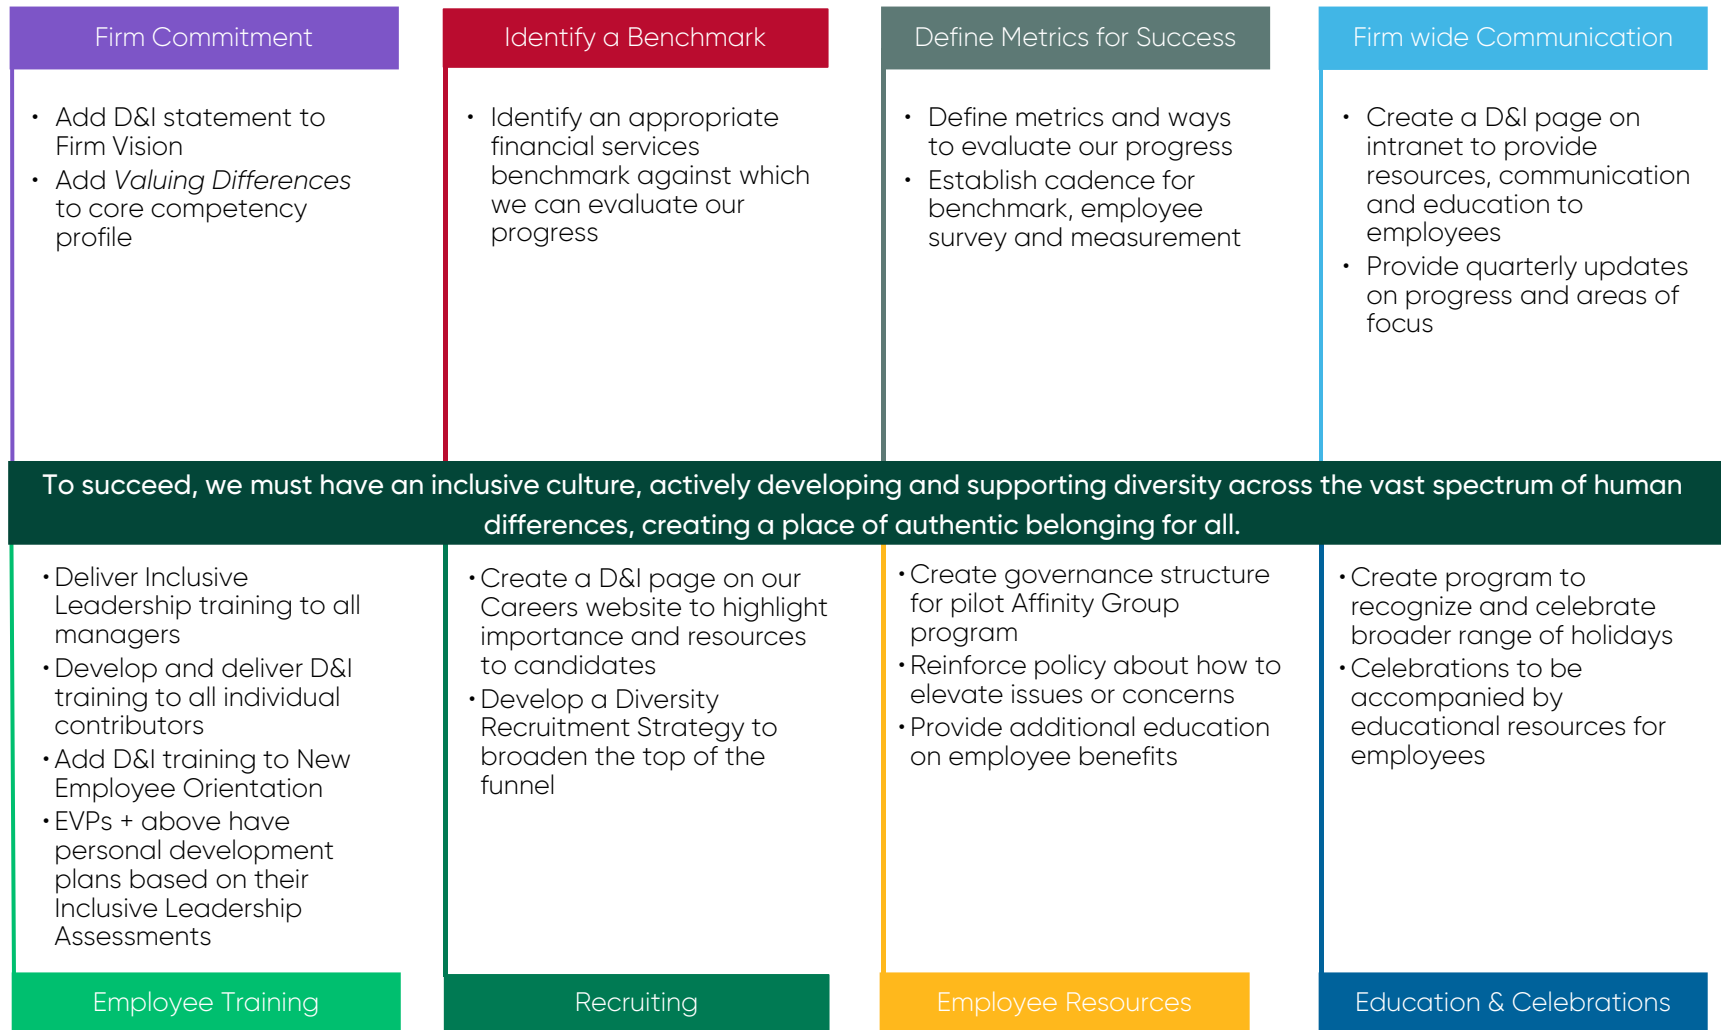 Firm Commitment
• Add D&I statement to
Firm Vision
• Add Valuing Differences
to core competency
profile
Identify a Benchmark
• Identify an appropriate
financial services
benchmark against which
we can evaluate our
progress
Define Metrics for Success
• Define metrics and ways
to evaluate our progress
• Establish cadence for
benchmark, employee
survey and measurement
Firm wide Communication
• Create a D&I page on
intranet to provide
resources, communication
and education to
employees
• Provide quarterly updates
on progress and areas of
focus
To succeed, we must have an inclusive culture, actively developing and supporting diversity across the vast spectrum of human
differences, creating a place of authentic belonging for all.
• Deliver Inclusive
Leadership training to all
managers
• Develop and deliver D&I
training to all individual
contributors
• Add D&I training to New
Employee Orientation
• EVPs + above have
personal development
plans based on their
Inclusive Leadership
Assessments
Employee Training
• Create a D&I page on our
Careers website to highlight
importance and resources
to candidates
• Develop a Diversity
Recruitment Strategy to
broaden the top of the
funnel
Recruiting
• Create governance structure
for pilot Affinity Group
program
• Reinforce policy about how to
elevate issues or concerns
• Provide additional education
on employee benefits
Employee Resources
• Create program to
recognize and celebrate
broader range of holidays
• Celebrations to be
accompanied by
educational resources for
employees
Education & Celebrations